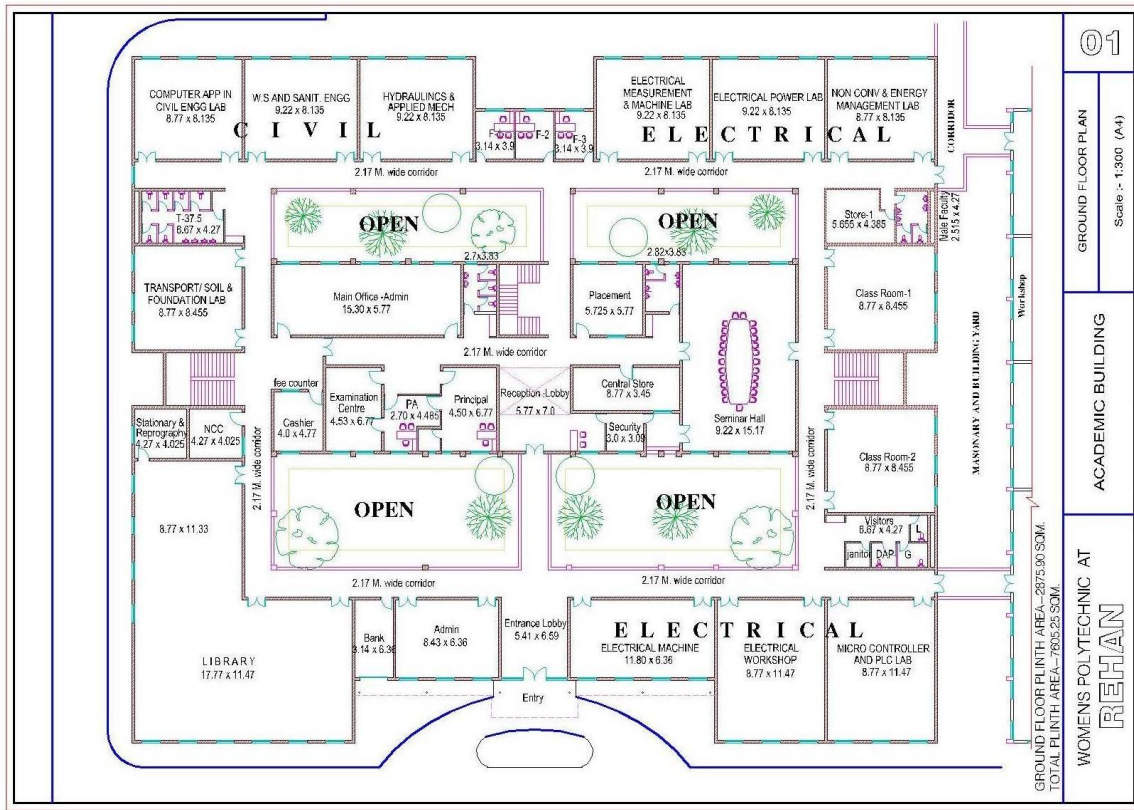 COMPUTER APP IN
CIVIL ENGG LAB
8.77 x 8.135
W.S AND SANIT. ENGG
9.22 x 8.135
HYDRAULINGS &
APPLIED MECH
9.22 x 8.135
C I V I L
F-2
F-3
3.14 x 3.9
3.14 x 3.9
ELECTRICAL
MEASUREMENT
& MACHINE LAB
9.22 x 8.135
ELECTRICAL POWER LAB
9.22 x 8.135
NON CONV & ENERGY
MANAGEMENT LAB
8.77 x 8.135
E L E C T R I C A L
CORRIDOR
2.17 M. wide corridor
2.17 M. wide corridor
T-37.5
6.67 x 4.27
OPEN
2.7x3.83
OPEN
2.82x3.83
Store-1
5.655 x 4.385
2.515 x 4.27
TRANSPORT/ SOIL &
FOUNDATION LAB
8.77 x 8.455
Main Office -Admin
15.30 x 5.77
Placement
5.725 x 5.77
Class Room-1
8.77 x 8.455
Workshop
2.17 M. wide corridor
fee counter
Cashier
4.0 x 4.77
Examination
Centre
4.53 x 6.77
PA
2.70 x 4.485
Principal
4.50 x 6.77
Reception Lobby
5.77 x 7.0
Central Store
8.77 x 3.45
Security
3.0 x 3.09
Seminar Hall
9.22 x 15.17
Stationary &
Reprography
4.27 x 4.025
NCC
4.27 x 4.025
2.17 M. wide corridor
2.17 M. wide corridor
Class Room-2
8.77 x 8.455
MASONARY AND BUILDING YARD
8.77 x 11.33
OPEN
OPEN
Visitors
6.67 x 4.27
L
janitor
DAP
G
2.17 M. wide corridor
2.17 M. wide corridor
LIBRARY
17.77 x 11.47
Bank
3.14 x 6.36
Admin
8.43 x 6.36
Entrance Lobby
5.41 x 6.59
Entry
E L E C T R I C A L
ELECTRICAL MACHINE
11.80 x 6.36
ELECTRICAL
WORKSHOP
8.77 x 11.47
MICRO CONTROLLER
AND PLC LAB
8.77 x 11.47
GROUND FLOOR PLINTH AREA-2875.90 SQM.
TOTAL PLINTH AREA-7605.25 SQM.
01
GROUND FLOOR PLAN
Scale :- 1:300 (A4)
ACADEMIC BUILDING
WOMEN'S POLYTECHNIC AT
REHAN